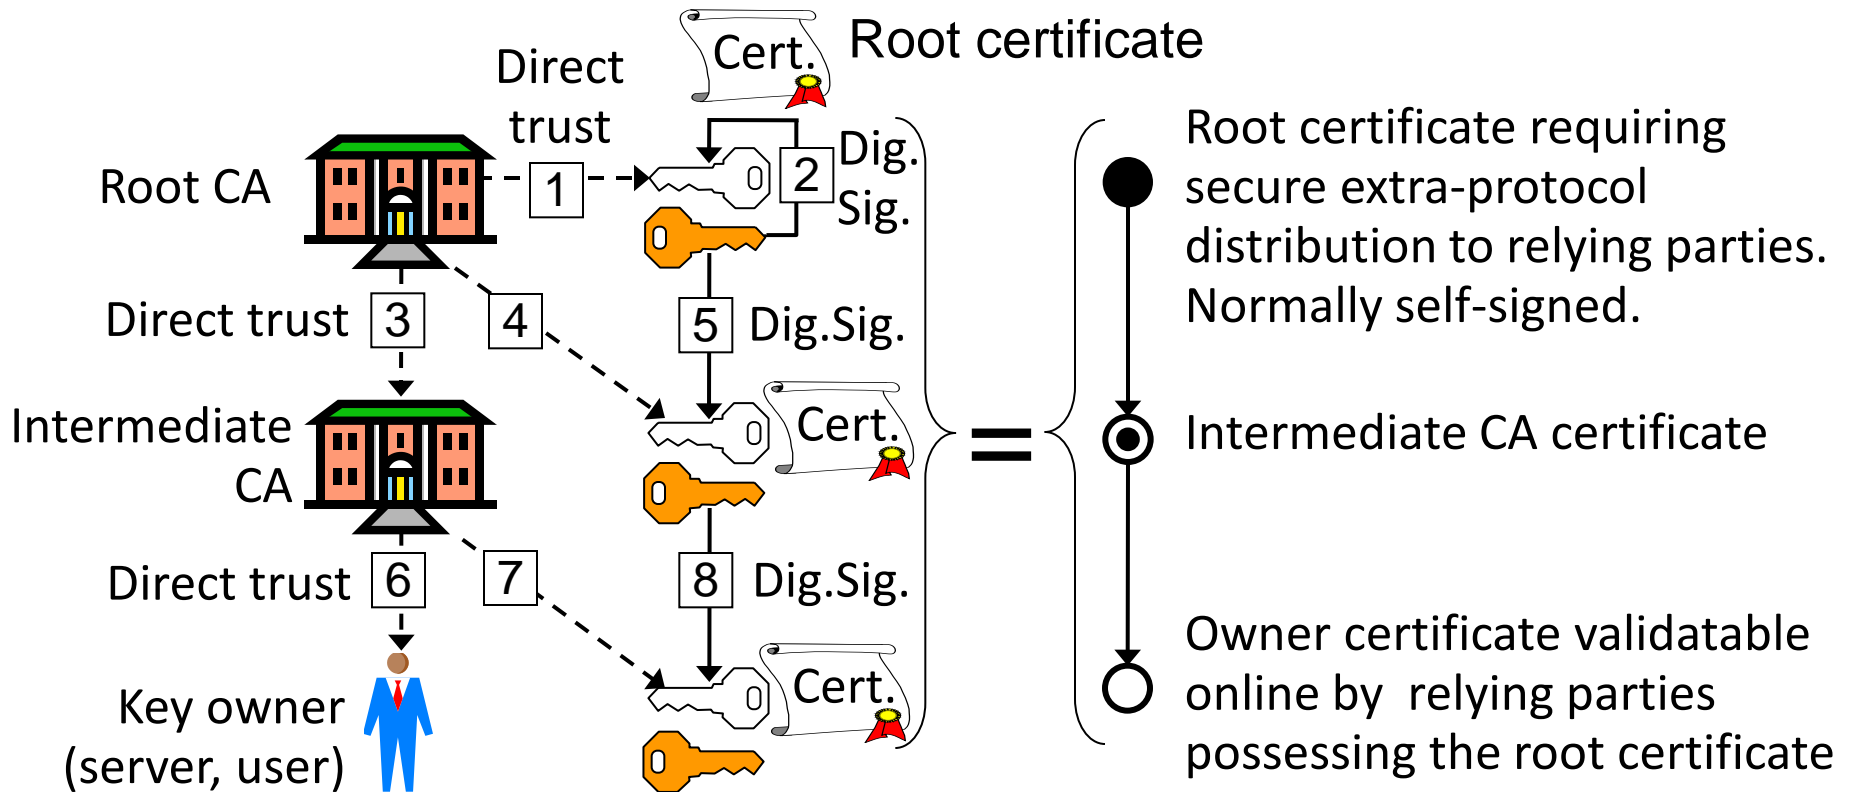 Cert.
Root certificate
Direct
trust
Root CA
1
2
Dig.
Sig.
Direct trust
3
4
5
Dig.Sig.
Intermediate
CA
Cert.
Direct trust
6
7
8
Dig.Sig.
Key owner
(server, user)
Cert.
=
Root certificate requiring
secure extra-protocol
distribution to relying parties.
Normally self-signed.
Intermediate CA certificate
Owner certificate validatable
online by relying parties
possessing the root certificate